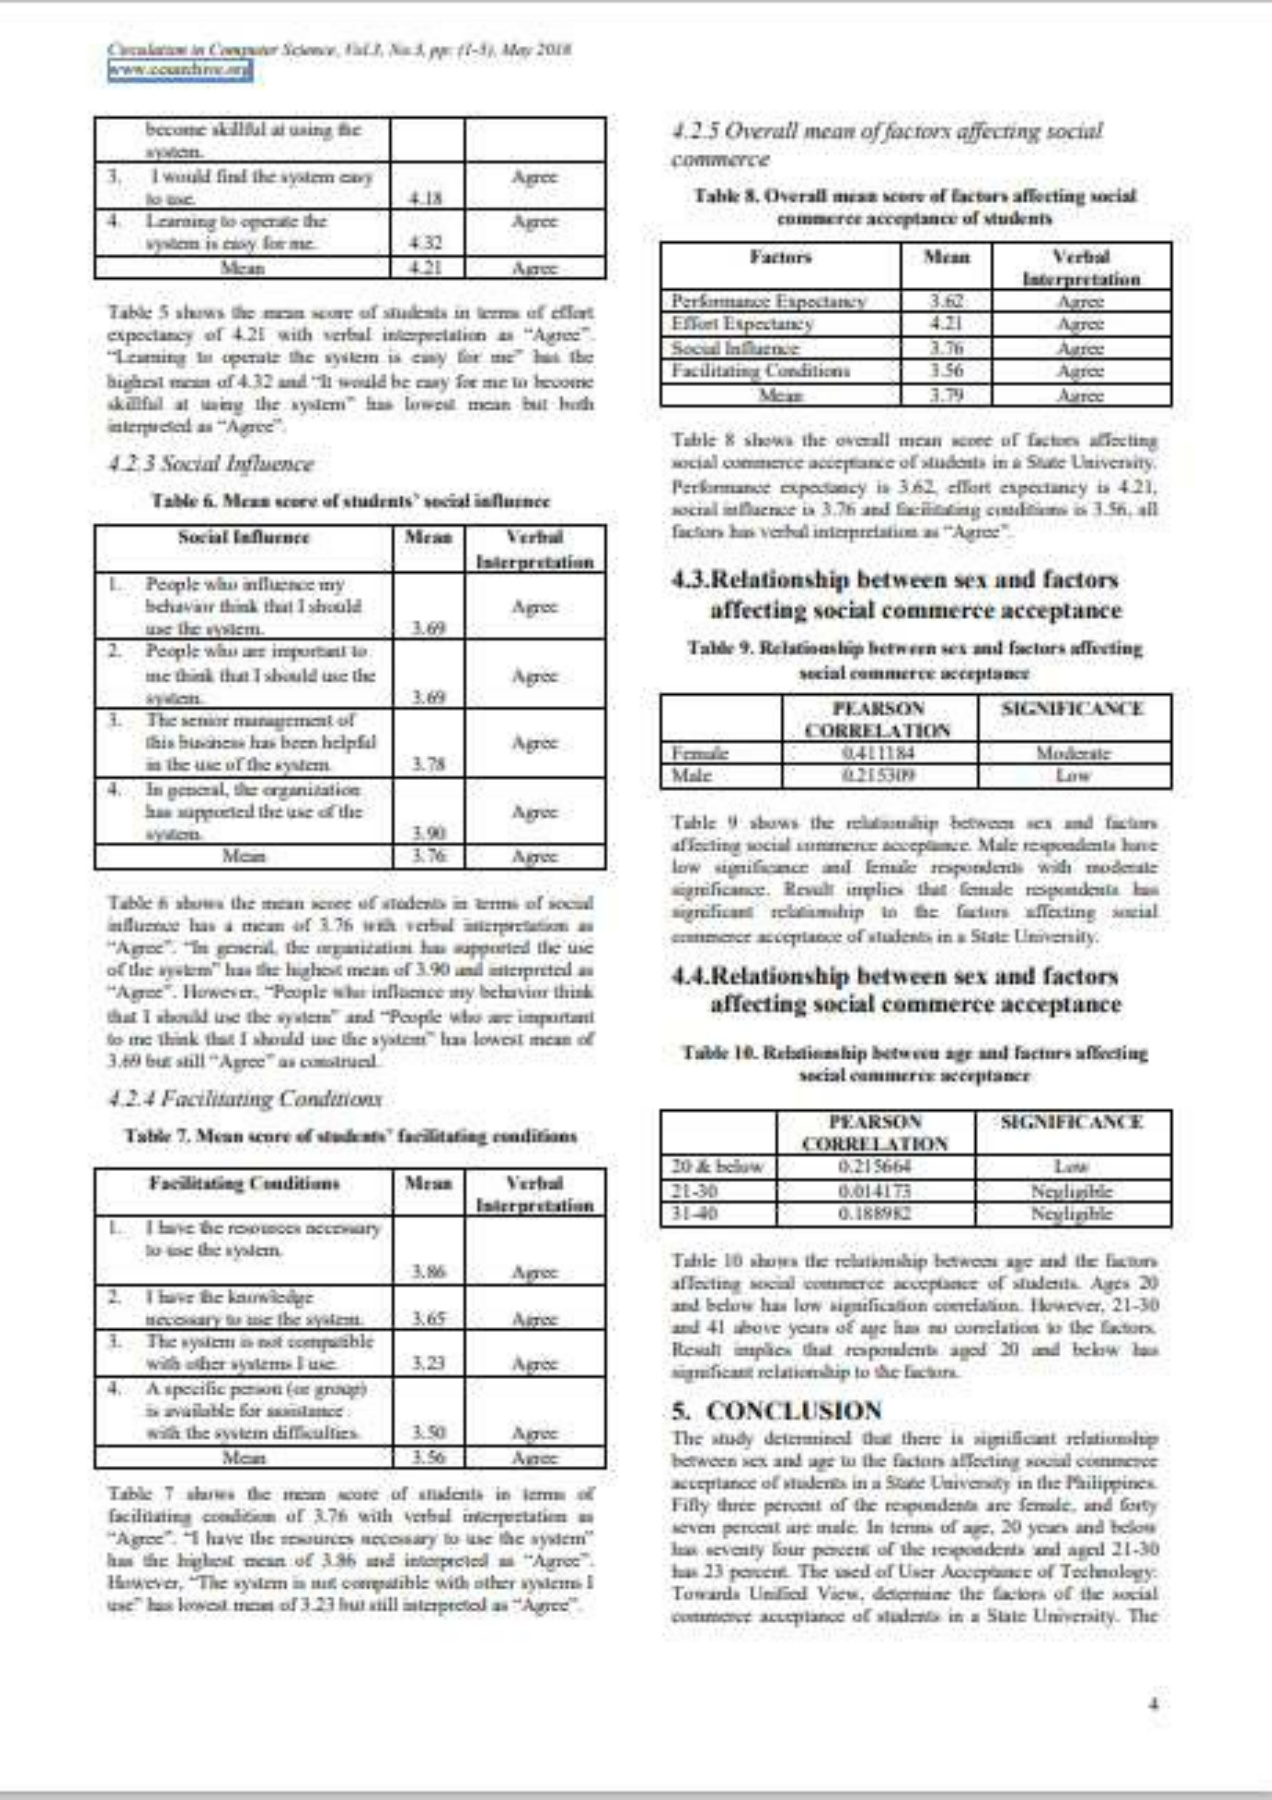 Circulation in Computer Science, Vol.3, No.3, pp: (1-5), May 2018
www.ccsarchive.org
become skillful at using the
system.
3. I would find the system easy
to use. 4.18 Agree
4. Learning to operate the
system is easy for me. 4.32 Agree
Mean 4.21 Agree
Table 5 shows the mean score of students in terms of effort
expectancy of 4.21 with verbal interpretation as “Agree”.
“Learning to operate the system is easy for me” has the
highest mean of 4.32 and “It would be easy for me to become
skillful at using the system” has lowest mean but both
interpreted as “Agree”.
4.2.3 Social Influence
Table 6. Mean score of students’ social influence
Social Influence Mean Verbal
Interpretation
1. People who influence my
behavior think that I should
use the system. 3.69 Agree
2. People who are important to
me think that I should use the
system. 3.69 Agree
3. The senior management of
this business has been helpful
in the use of the system. 3.78 Agree
4. In general, the organization
has supported the use of the
system. 3.90 Agree
Mean 3.76 Agree
Table 6 shows the mean score of students in terms of social
influence has a mean of 3.76 with verbal interpretation as
“Agree”. “In general, the organization has supported the use
of the system” has the highest mean of 3.90 and interpreted as
“Agree”. However, “People who influence my behavior think
that I should use the system” and “People who are important
to me think that I should use the system” has lowest mean of
3.69 but still “Agree” as construed.
4.2.4 Facilitating Conditions
Table 7. Mean score of students’ facilitating conditions
Facilitating Conditions Mean Verbal
Interpretation
1. I have the resources necessary
to use the system. 3.86 Agree
2. I have the knowledge
necessary to use the system. 3.65 Agree
3. The system is not compatible
with other systems I use. 3.23 Agree
4. A specific person (or group)
is available for assistance
with the system difficulties. 3.50 Agree
Mean 3.56 Agree
Table 7 shows the mean score of students in terms of
facilitating condition of 3.76 with verbal interpretation as
“Agree”. “I have the resources necessary to use the system”
has the highest mean of 3.86 and interpreted as “Agree”.
However, “The system is not compatible with other systems I
use” has lowest mean of 3.23 but still interpreted as “Agree”.
4.2.5 Overall mean of factors affecting social
commerce
Table 8. Overall mean score of factors affecting social
commerce acceptance of students
Factors Mean Verbal
Interpretation
Performance Expectancy 3.62 Agree
Effort Expectancy 4.21 Agree
Social Influence 3.76 Agree
Facilitating Conditions 3.56 Agree
Mean 3.79 Agree
Table 8 shows the overall mean score of factors affecting
social commerce acceptance of students in a State University.
Performance expectancy is 3.62, effort expectancy is 4.21,
social influence is 3.76 and facilitating conditions is 3.56, all
factors has verbal interpretation as “Agree”.
4.3.Relationship between sex and factors
affecting social commerce acceptance
Table 9. Relationship between sex and factors affecting
social commerce acceptance
PEARSON SIGNIFICANCE
CORRELATION
Female 0.411184 Moderate
Male 0.215309 Low
Table 9 shows the relationship between sex and factors
affecting social commerce acceptance. Male respondents have
low significance and female respondents with moderate
significance. Result implies that female respondents has
significant relationship to the factors affecting social
commerce acceptance of students in a State University.
4.4.Relationship between sex and factors
affecting social commerce acceptance
Table 10. Relationship between age and factors affecting
social commerce acceptance
PEARSON SIGNIFICANCE
CORRELATION
20 & below 0.215664 Low
21-30 0.014173 Negligible
31-40 0.188982 Negligible
Table 10 shows the relationship between age and the factors
affecting social commerce acceptance of students. Ages 20
and below has low signification correlation. However, 21-30
and 41 above years of age has no correlation to the factors.
Result implies that respondents aged 20 and below has
significant relationship to the factors.
5. CONCLUSION
The study determined that there is significant relationship
between sex and age to the factors affecting social commerce
acceptance of students in a State University in the Philippines.
Fifty three percent of the respondents are female, and forty
seven percent are male. In terms of age, 20 years and below
has seventy four percent of the respondents and aged 21-30
has 23 percent. The used of User Acceptance of Technology:
Towards Unified View, determine the factors of the social
commerce acceptance of students in a State University. The
4